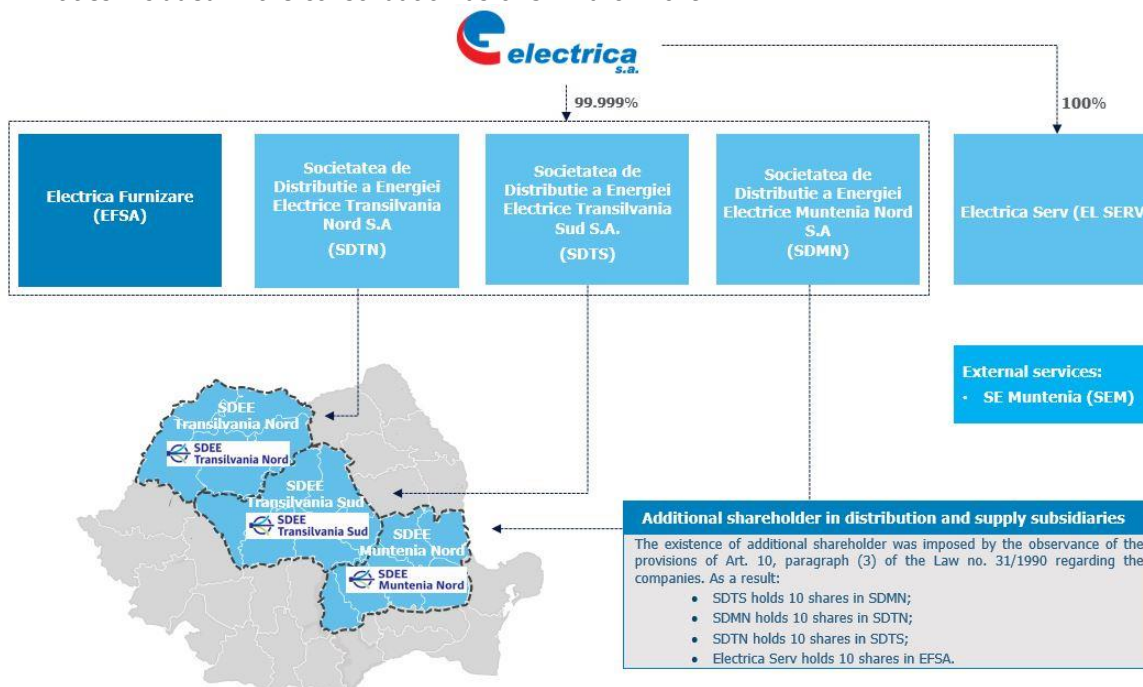 electrica
s.a.
99.999%
100%
Electrica Furnizare
(EFSA)
Societatea de
Distributie a Energiei
Electrice Transilvania
Nord S.A
(SDTN)
Societatea de
Distributie a Energiei
Electrice Transilvania
Sud S.A.
(SDTS)
Societatea de
Distributie a Energiei
Electrice Muntenia Nord
S.A
(SDMN)
Electrica Serv (EL SERV
External services:
• SE Muntenia (SEM)
SDEE
Transilvania Nord
SDEE
Transilvania Nord
SDEE
Transilvania Sud
SDEE
Transilvania Sud
SDEE
Muntenia Nord
SDEE
Muntenia Nord
Additional shareholder in distribution and supply subsidiaries
The existence of additional shareholder was imposed by the observance of the
provisions of Art. 10, paragraph (3) of the Law no. 31/1990 regarding the
companies. As a result:
• SDTS holds 10 shares in SDMN;
• SDMN holds 10 shares in SDTN;
• SDTN holds 10 shares in SDTS;
• Electrica Serv holds 10 shares in EFSA.